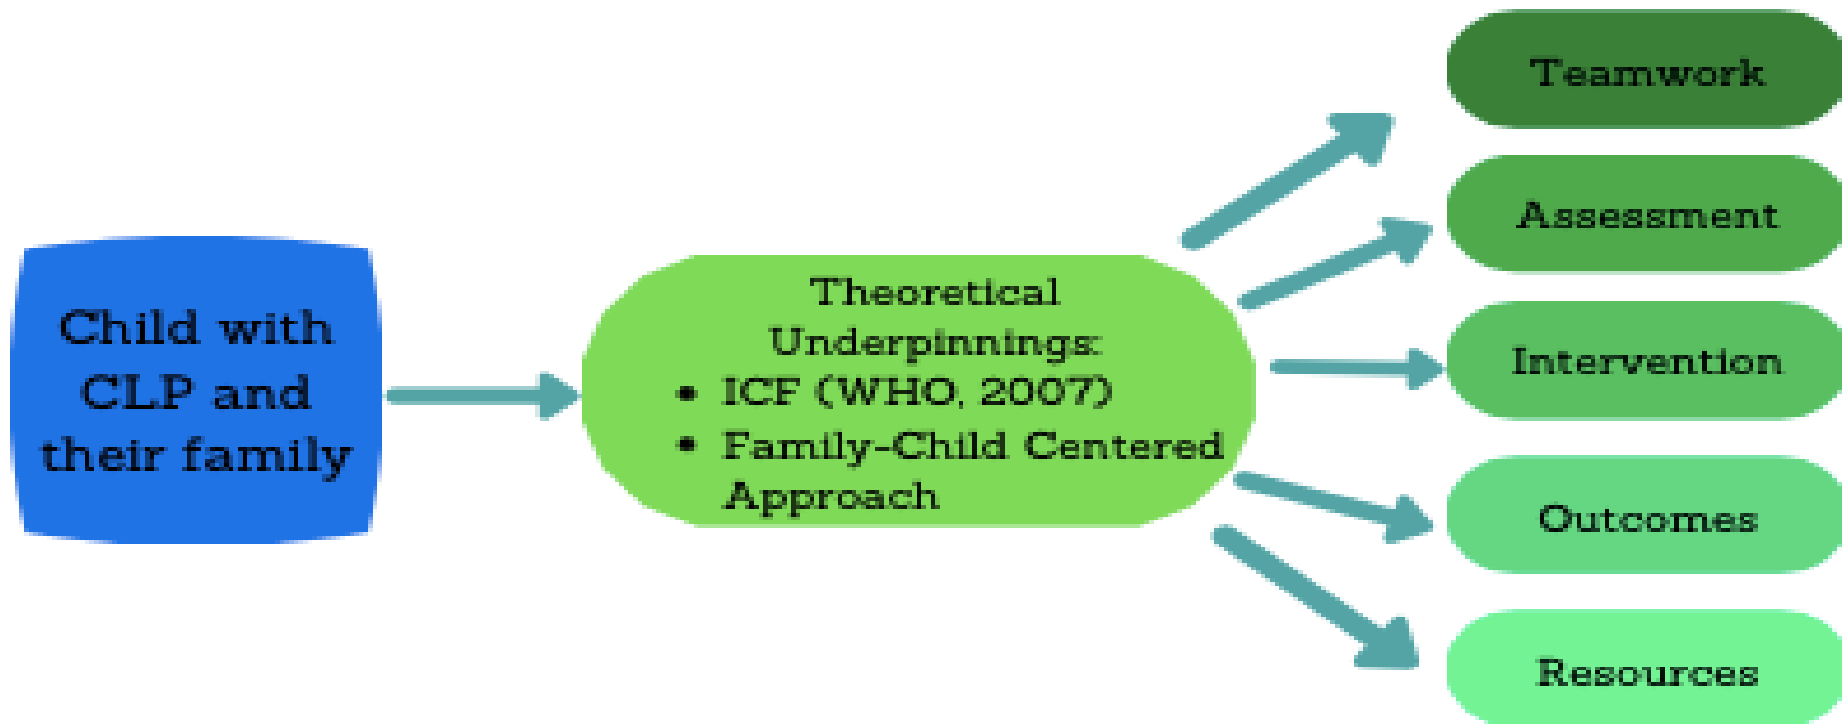 Child with
CLP and
their family
Theoretical
Underpinnings:
• ICF (WHO, 2007)
• Family-Child Centered
Approach
Teamwork
Assessment
Intervention
Outcomes
Resources